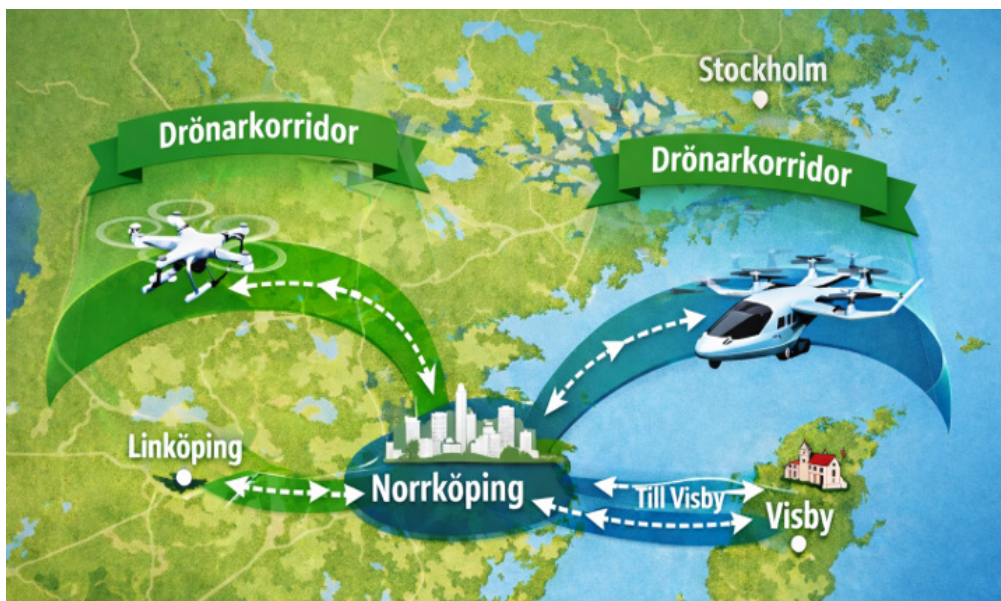 Stockholm
Drönarkorridor
Drönarkorridor
Linköping
Norrköping
Till Visby
Visby